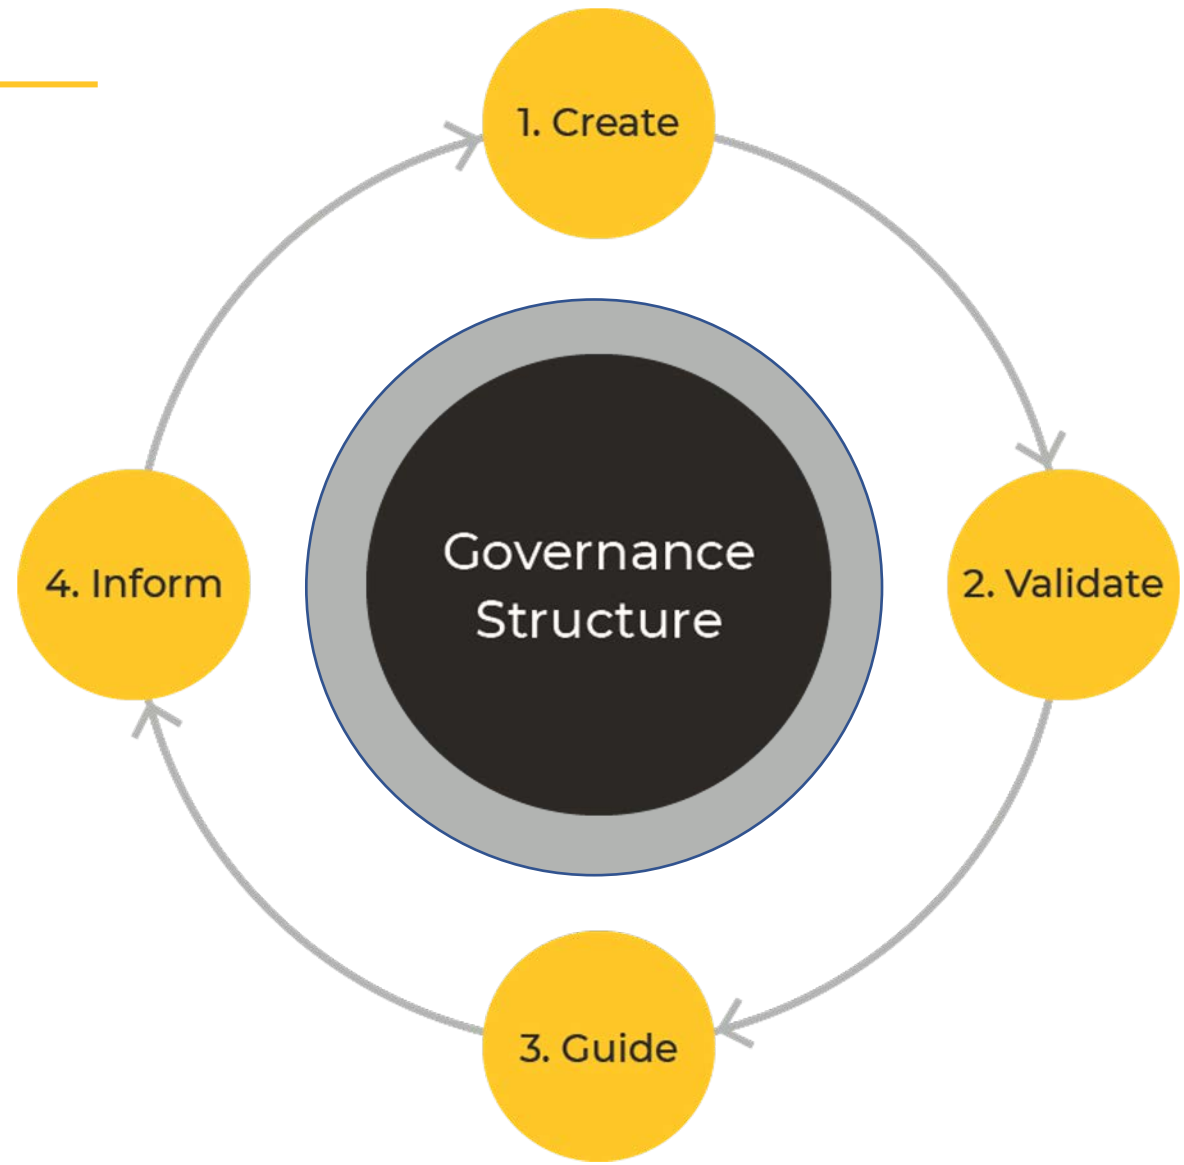 1. Create
2. Validate
3. Guide
4. Inform
Governance
Structure